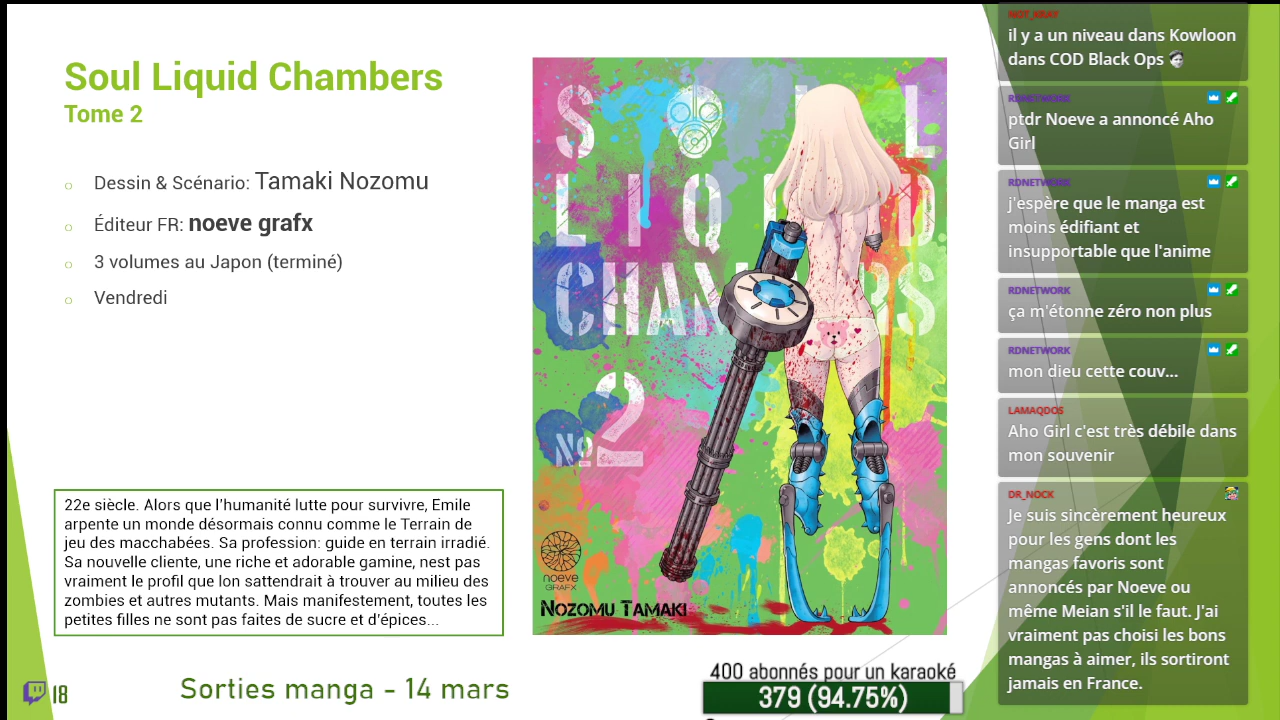 Soul Liquid Chambers
Tome 2
Dessin & Scénario: Tamaki Nozomu
Éditeur FR: noeve grafx
3 volumes au Japon (terminé)
Vendredi
22e siècle. Alors que l'humanité lutte pour survivre, Emile
arpente un monde désormais connu comme le Terrain de
jeu des macchabées. Sa profession: guide en terrain irradié.
Sa nouvelle cliente, une riche et adorable gamine, nest pas
vraiment le profil que lon sattendrait à trouver au milieu des
zombies et autres mutants. Mais manifestement, toutes les
petites filles ne sont pas faites de sucre et d'épices...
18
Sorties manga - 14 mars
S L
LIQ D
CHAM RS
No 2
noeve
GRAFX
Nozomu Tamaki
400 abonnés pour un karaoké
379 (94.75%)
il y a un niveau dans Kowloon
dans COD Black Ops
RDNETWORK
ptdr Noeve a annoncé Aho
Girl
RDNETWORK
j'espère que le manga est
moins édifiant et
insupportable que l'anime
RDNETWORK
ça m'étonne zéro non plus
RDNETWORK
mon dieu cette couv...
LAMAQDOS
Aho Girl c'est très débile dans
mon souvenir
DR_NOCK
Je suis sincèrement heureux
pour les gens dont les
mangas favoris sont
annoncés par Noeve ou
même Meian s'il le faut. J'ai
vraiment pas choisi les bons
mangas à aimer, ils sortiront
jamais en France.